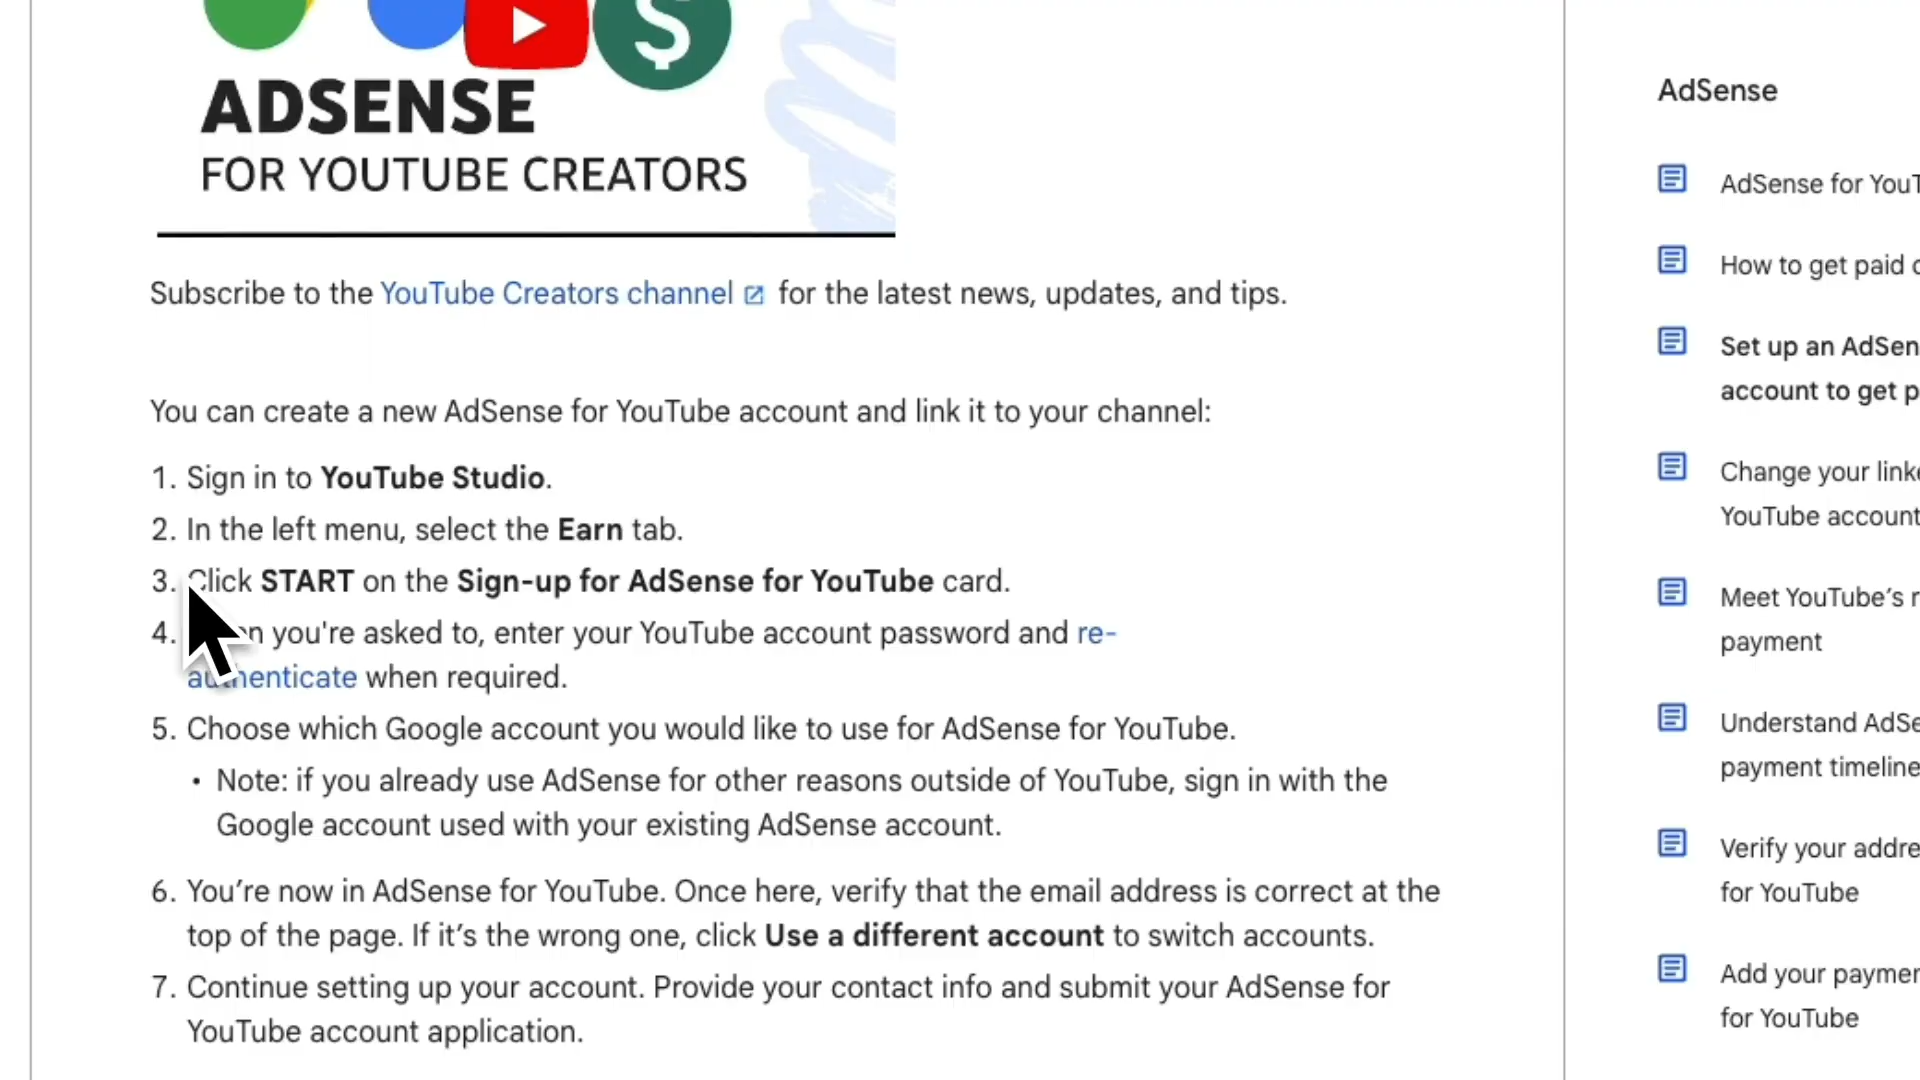 $
ADSENSE
FOR YOUTUBE CREATORS
Subscribe to the YouTube Creators channel for the latest news, updates, and tips.
You can create a new AdSense for YouTube account and link it to your channel:
1. Sign in to YouTube Studio.
2. In the left menu, select the Earn tab.
3. Click START on the Sign-up for AdSense for YouTube card.
4. you're asked to, enter your YouTube account password and re-
authenticate when required.
5. Choose which Google account you would like to use for AdSense for YouTube.
• Note: if you already use AdSense for other reasons outside of YouTube, sign in with the
Google account used with your existing AdSense account.
6. You’re now in AdSense for YouTube. Once here, verify that the email address is correct at the
top of the page. If it’s the wrong one, click Use a different account to switch accounts.
7. Continue setting up your account. Provide your contact info and submit your AdSense for
YouTube account application.
AdSense
AdSense for YouT
How to get paid
Set up an AdSen
account to get p
Change your link
YouTube account
Meet YouTube’s r
payment
Understand AdSe
payment timeline
Verify your addre
for YouTube
Add your paymen
for YouTube